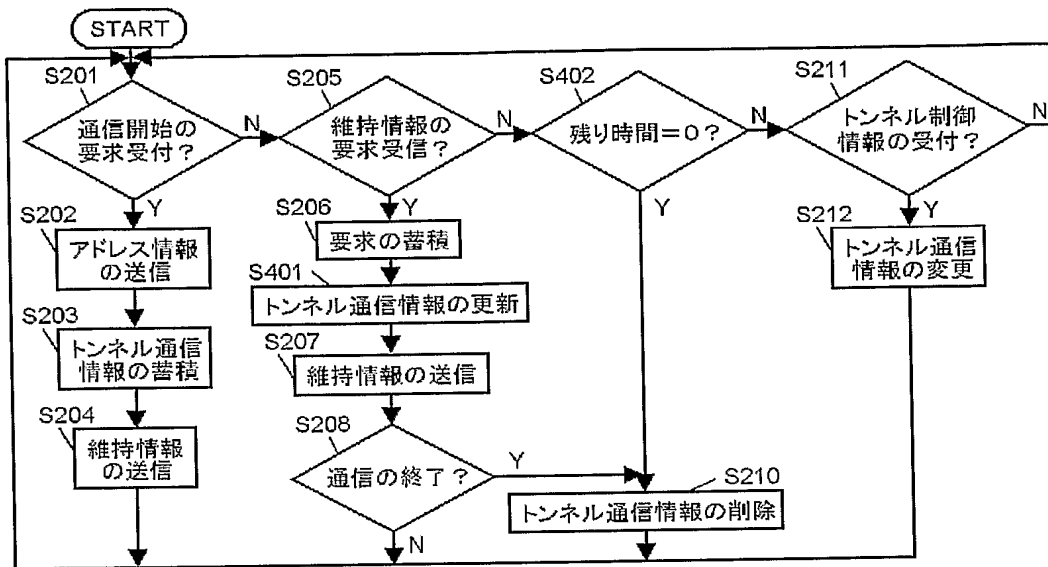 START
S201
通信開始の
要求受付？
N
Y
S202
アドレス情報
の送信
S203
トンネル通信
情報の蓄積
S204
維持情報
の送信
S205
維持情報の
要求受信？
N
Y
S206
要求の蓄積
S401
トンネル通信情報の更新
S207
維持情報の送信
S208
通信の終了？
Y
N
S402
残り時間＝0？
N
Y
S210
トンネル通信情報の削除
S211
トンネル制御
情報の受付？
N
Y
S212
トンネル通信
情報の変更